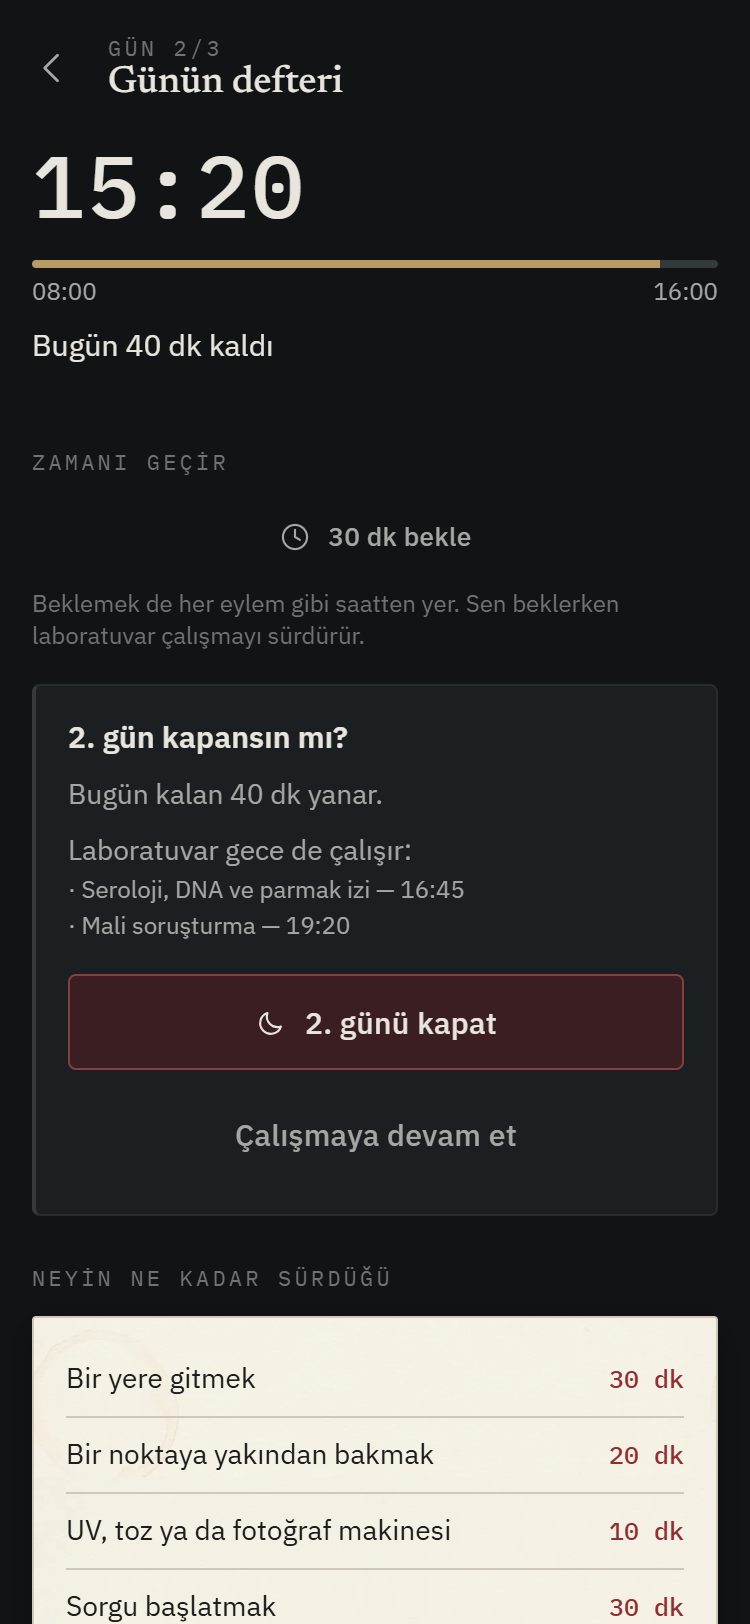 GÜN 2/3
Günün defteri
15:20
08:00 16:00
Bugün 40 dk kaldı
ZAMANI GEÇİR
30 dk bekle
Beklemek de her eylem gibi saatten yer. Sen beklerken
laboratuvar çalışmayı sürdürür.
2. gün kapansın mı?
Bugün kalan 40 dk yanar.
Laboratuvar gece de çalışır:
· Seroloji, DNA ve parmak izi — 16:45
· Mali soruşturma — 19:20
2. günü kapat
Çalışmaya devam et
NEYİN NE KADAR SÜRDÜĞÜ
Bir yere gitmek 30 dk
Bir noktaya yakından bakmak 20 dk
UV, toz ya da fotoğraf makinesi 10 dk
Sorgu başlatmak 30 dk